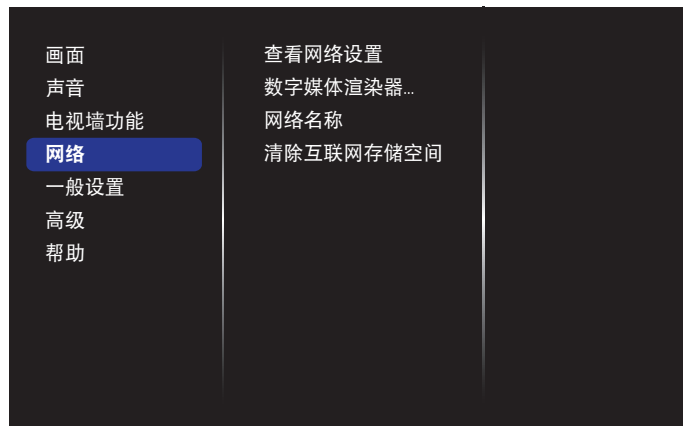 画面
声音
电视墙功能
网络
一般设置
高级
帮助
查看网络设置
数字媒体渲染器...
网络名称
清除互联网存储空间